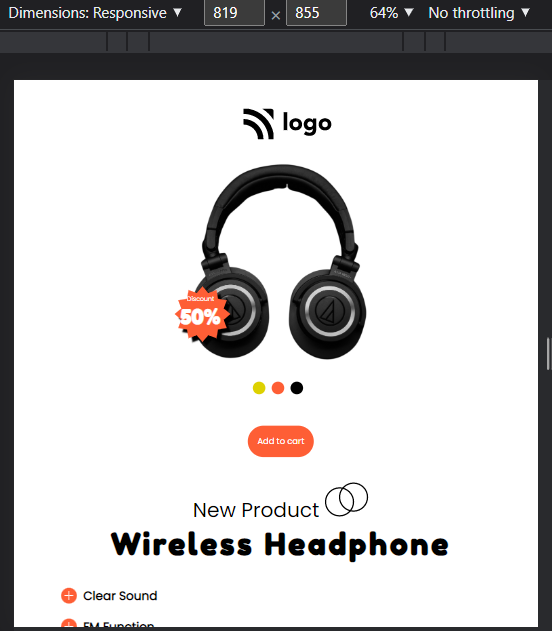 Dimensions: Responsive ▼ 819 × 855 64% ▼ No throttling ▼
logo
Discount
50%
Add to cart
New Product
Wireless Headphone
Clear Sound
FM Function